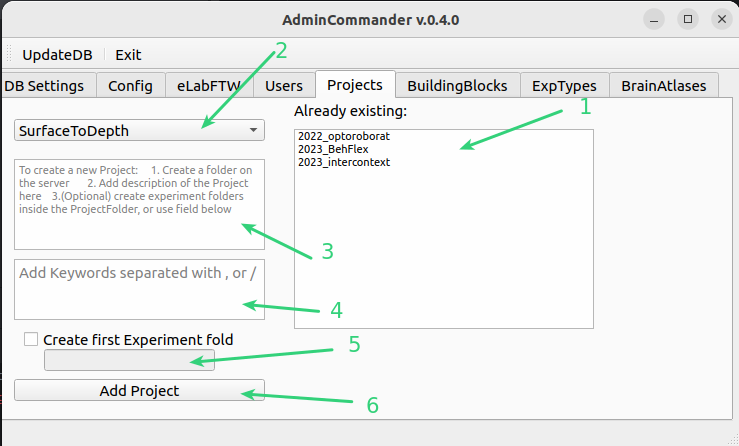 AdminCommander v.0.4.0
UpdateDB Exit
DB Settings Config eLabFTW Users Projects BuildingBlocks ExpTypes BrainAtlases
2
Already existing:
1
SurfaceToDepth
2022_optoroborat
2023_BehFlex
2023_intercontext
To create a new Project: 1. Create a folder on
the server 2. Add description of the Project
here 3.(Optional) create experiment folders
inside the ProjectFolder, or use field below
3
Add Keywords separated with , or /
4
Create first Experiment fold
5
Add Project
6